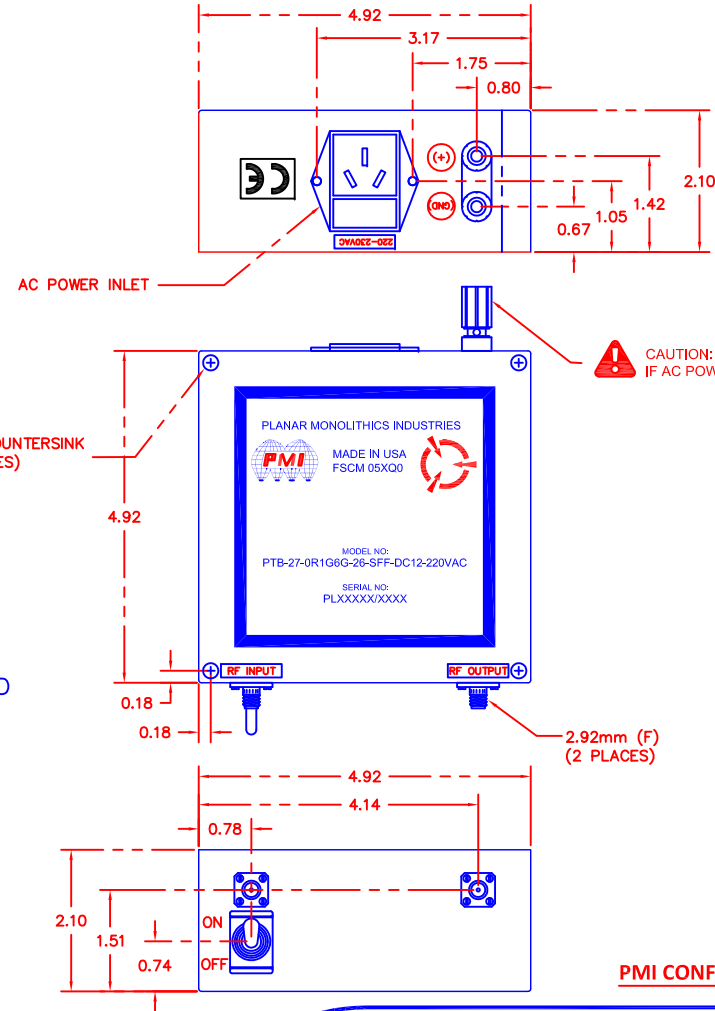 4.92
3.17
1.75
0.80
(+)
(GND)
220-230VAC
CE
2.10
1.42
1.05
0.67
AC POWER INLET
CAUTION:
IF AC POW
OUNTERSINK
ES)
PLANAR MONOLITHICS INDUSTRIES
PMI
MADE IN USA
FSCM 05XQ0
4.92
MODEL NO:
PTB-27-0R1G6G-26-SFF-DC12-220VAC
SERIAL NO:
PLXXXXX/XXXX
RF INPUT
RF OUTPUT
0.18
0.18
2.92mm (F)
(2 PLACES)
4.92
4.14
0.78
2.10
1.51
0.74
ON
OFF
PMI CONF